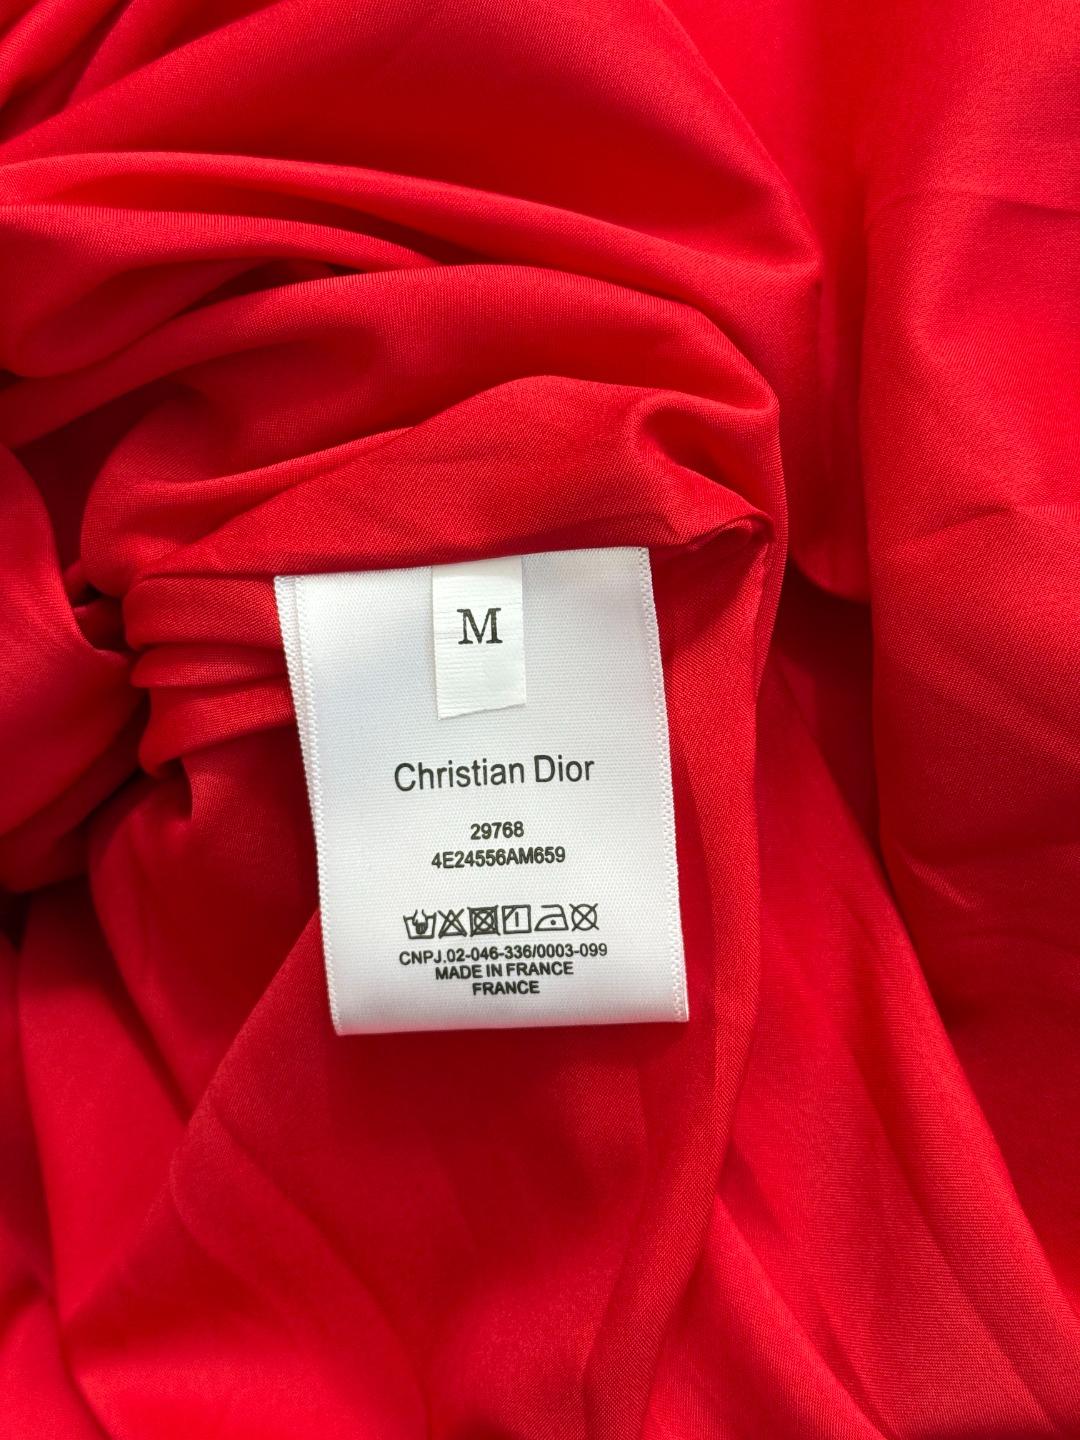 M
Christian Dior
29768
4E24556AM659
CNPJ.02-046-336/0003-099
MADE IN FRANCE
FRANCE